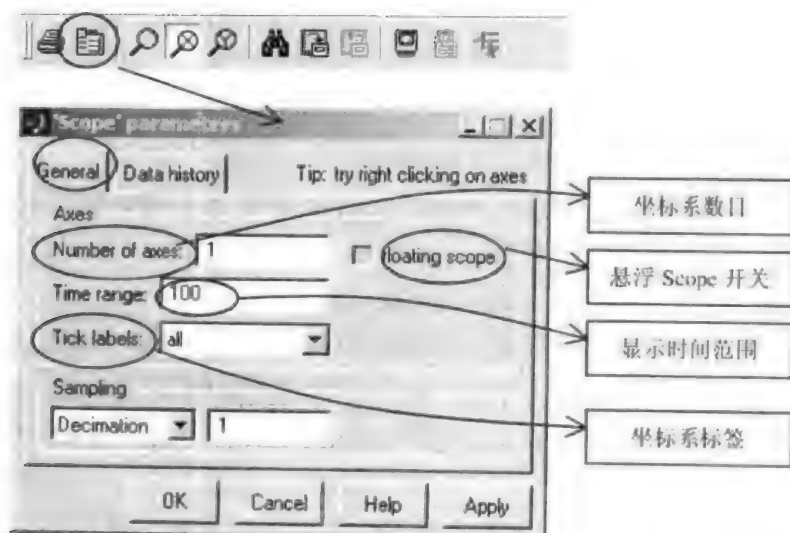 'Scope' parameters
General
Data history
Tip: try right clicking on axes
Axes
Number of axes: 1
floating scope
Time range: 100
Tick labels: all
Sampling
Decimation 1
OK Cancel Help Apply
坐标系数目
悬浮 Scope 开关
显示时间范围
坐标系标签